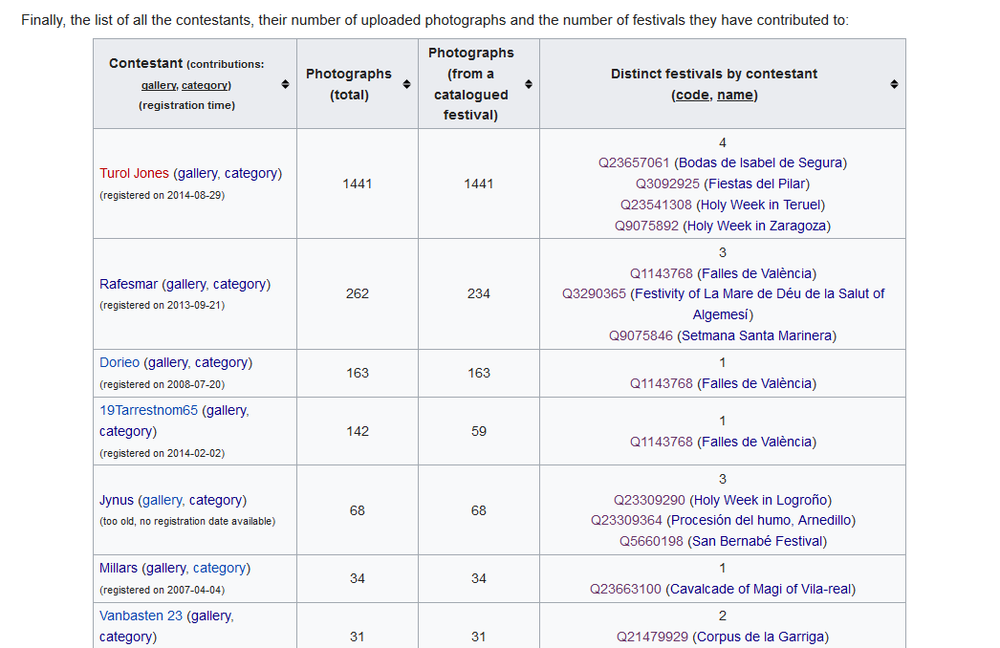 Finally, the list of all the contestants, their number of uploaded photographs and the number of festivals they have contributed to:
Contestant (contributions:
gallery, category)
(registration time)
Photographs
(total)
Photographs
(from a
catalogued
festival)
Distinct festivals by contestant
(code, name)
Turol Jones (gallery, category)
(registered on 2014-08-29)
1441
1441
4
Q23657061 (Bodas de Isabel de Segura)
Q3092925 (Fiestas del Pilar)
Q23541308 (Holy Week in Teruel)
Q9075892 (Holy Week in Zaragoza)
Rafesmar (gallery, category)
(registered on 2013-09-21)
262
234
3
Q1143768 (Falles de València)
Q3290365 (Festivity of La Mare de Déu de la Salut of
Algemesí)
Q9075846 (Setmana Santa Marinera)
Dorieo (gallery, category)
(registered on 2008-07-20)
163
163
1
Q1143768 (Falles de València)
19Tarrestnom65 (gallery,
category)
(registered on 2014-02-02)
142
59
1
Q1143768 (Falles de València)
Jynus (gallery, category)
(too old, no registration date available)
68
68
3
Q23309290 (Holy Week in Logroño)
Q23309364 (Procesión del humo, Arnedillo)
Q5660198 (San Bernabé Festival)
Millars (gallery, category)
(registered on 2007-04-04)
34
34
1
Q23663100 (Cavalcade of Magi of Vila-real)
Vanbasten 23 (gallery,
category)
31
31
2
Q21479929 (Corpus de la Garriga)